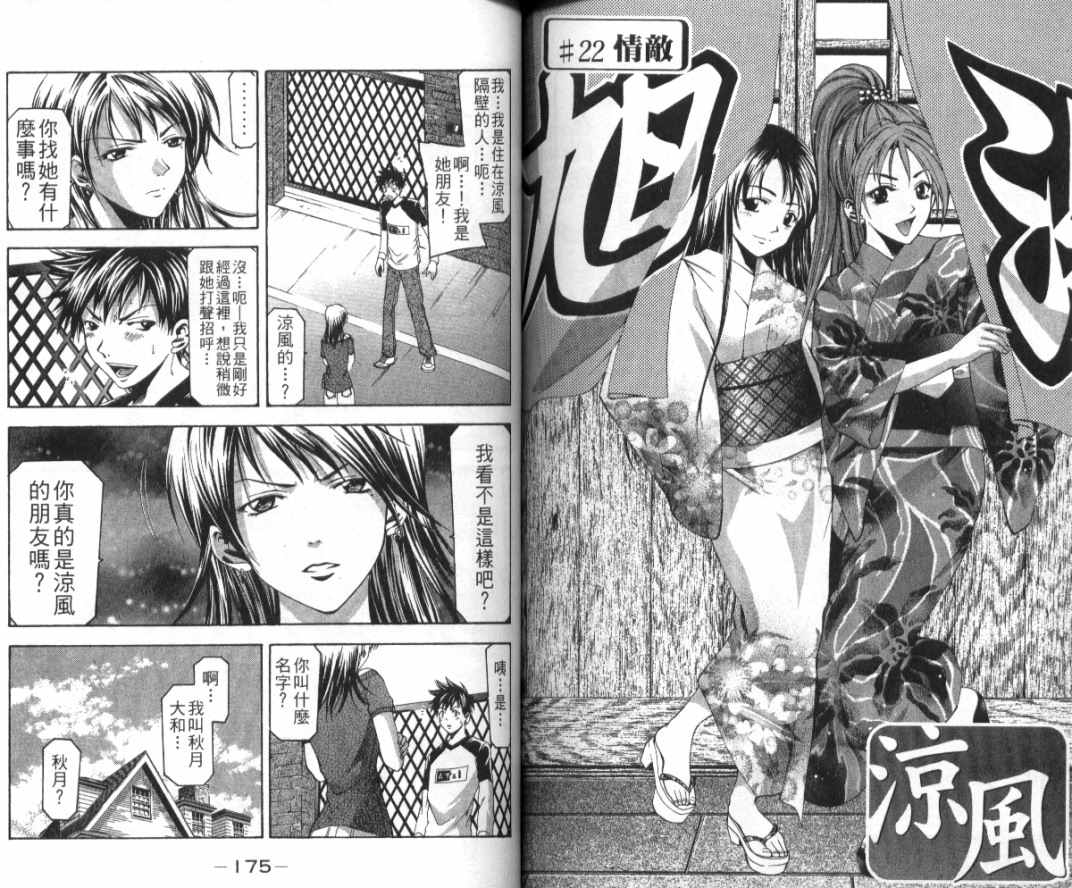 #22 情敵
旭
涼風
我…我是住在涼風
隔壁的人…呃…
啊…!我是
她朋友!
涼風的…?
………
你找她有什
麼事嗎?
沒…呃—我只是剛好
經過這裡,想說稍微
跟她打聲招呼…
我看不是這樣吧?
你真的是涼風
的朋友嗎?
咦…是…
你叫什麼
名字?
啊…
我叫秋月
大和…
秋月?
—175—